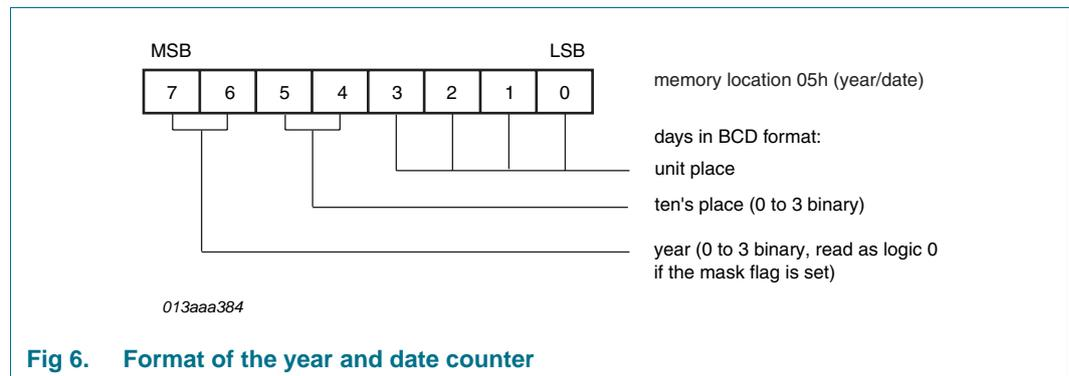 MSB LSB
7 6 5 4 3 2 1 0
memory location 05h (year/date)
days in BCD format:
unit place
ten's place (0 to 3 binary)
year (0 to 3 binary, read as logic 0
if the mask flag is set)
013aaa384
Fig 6. Format of the year and date counter